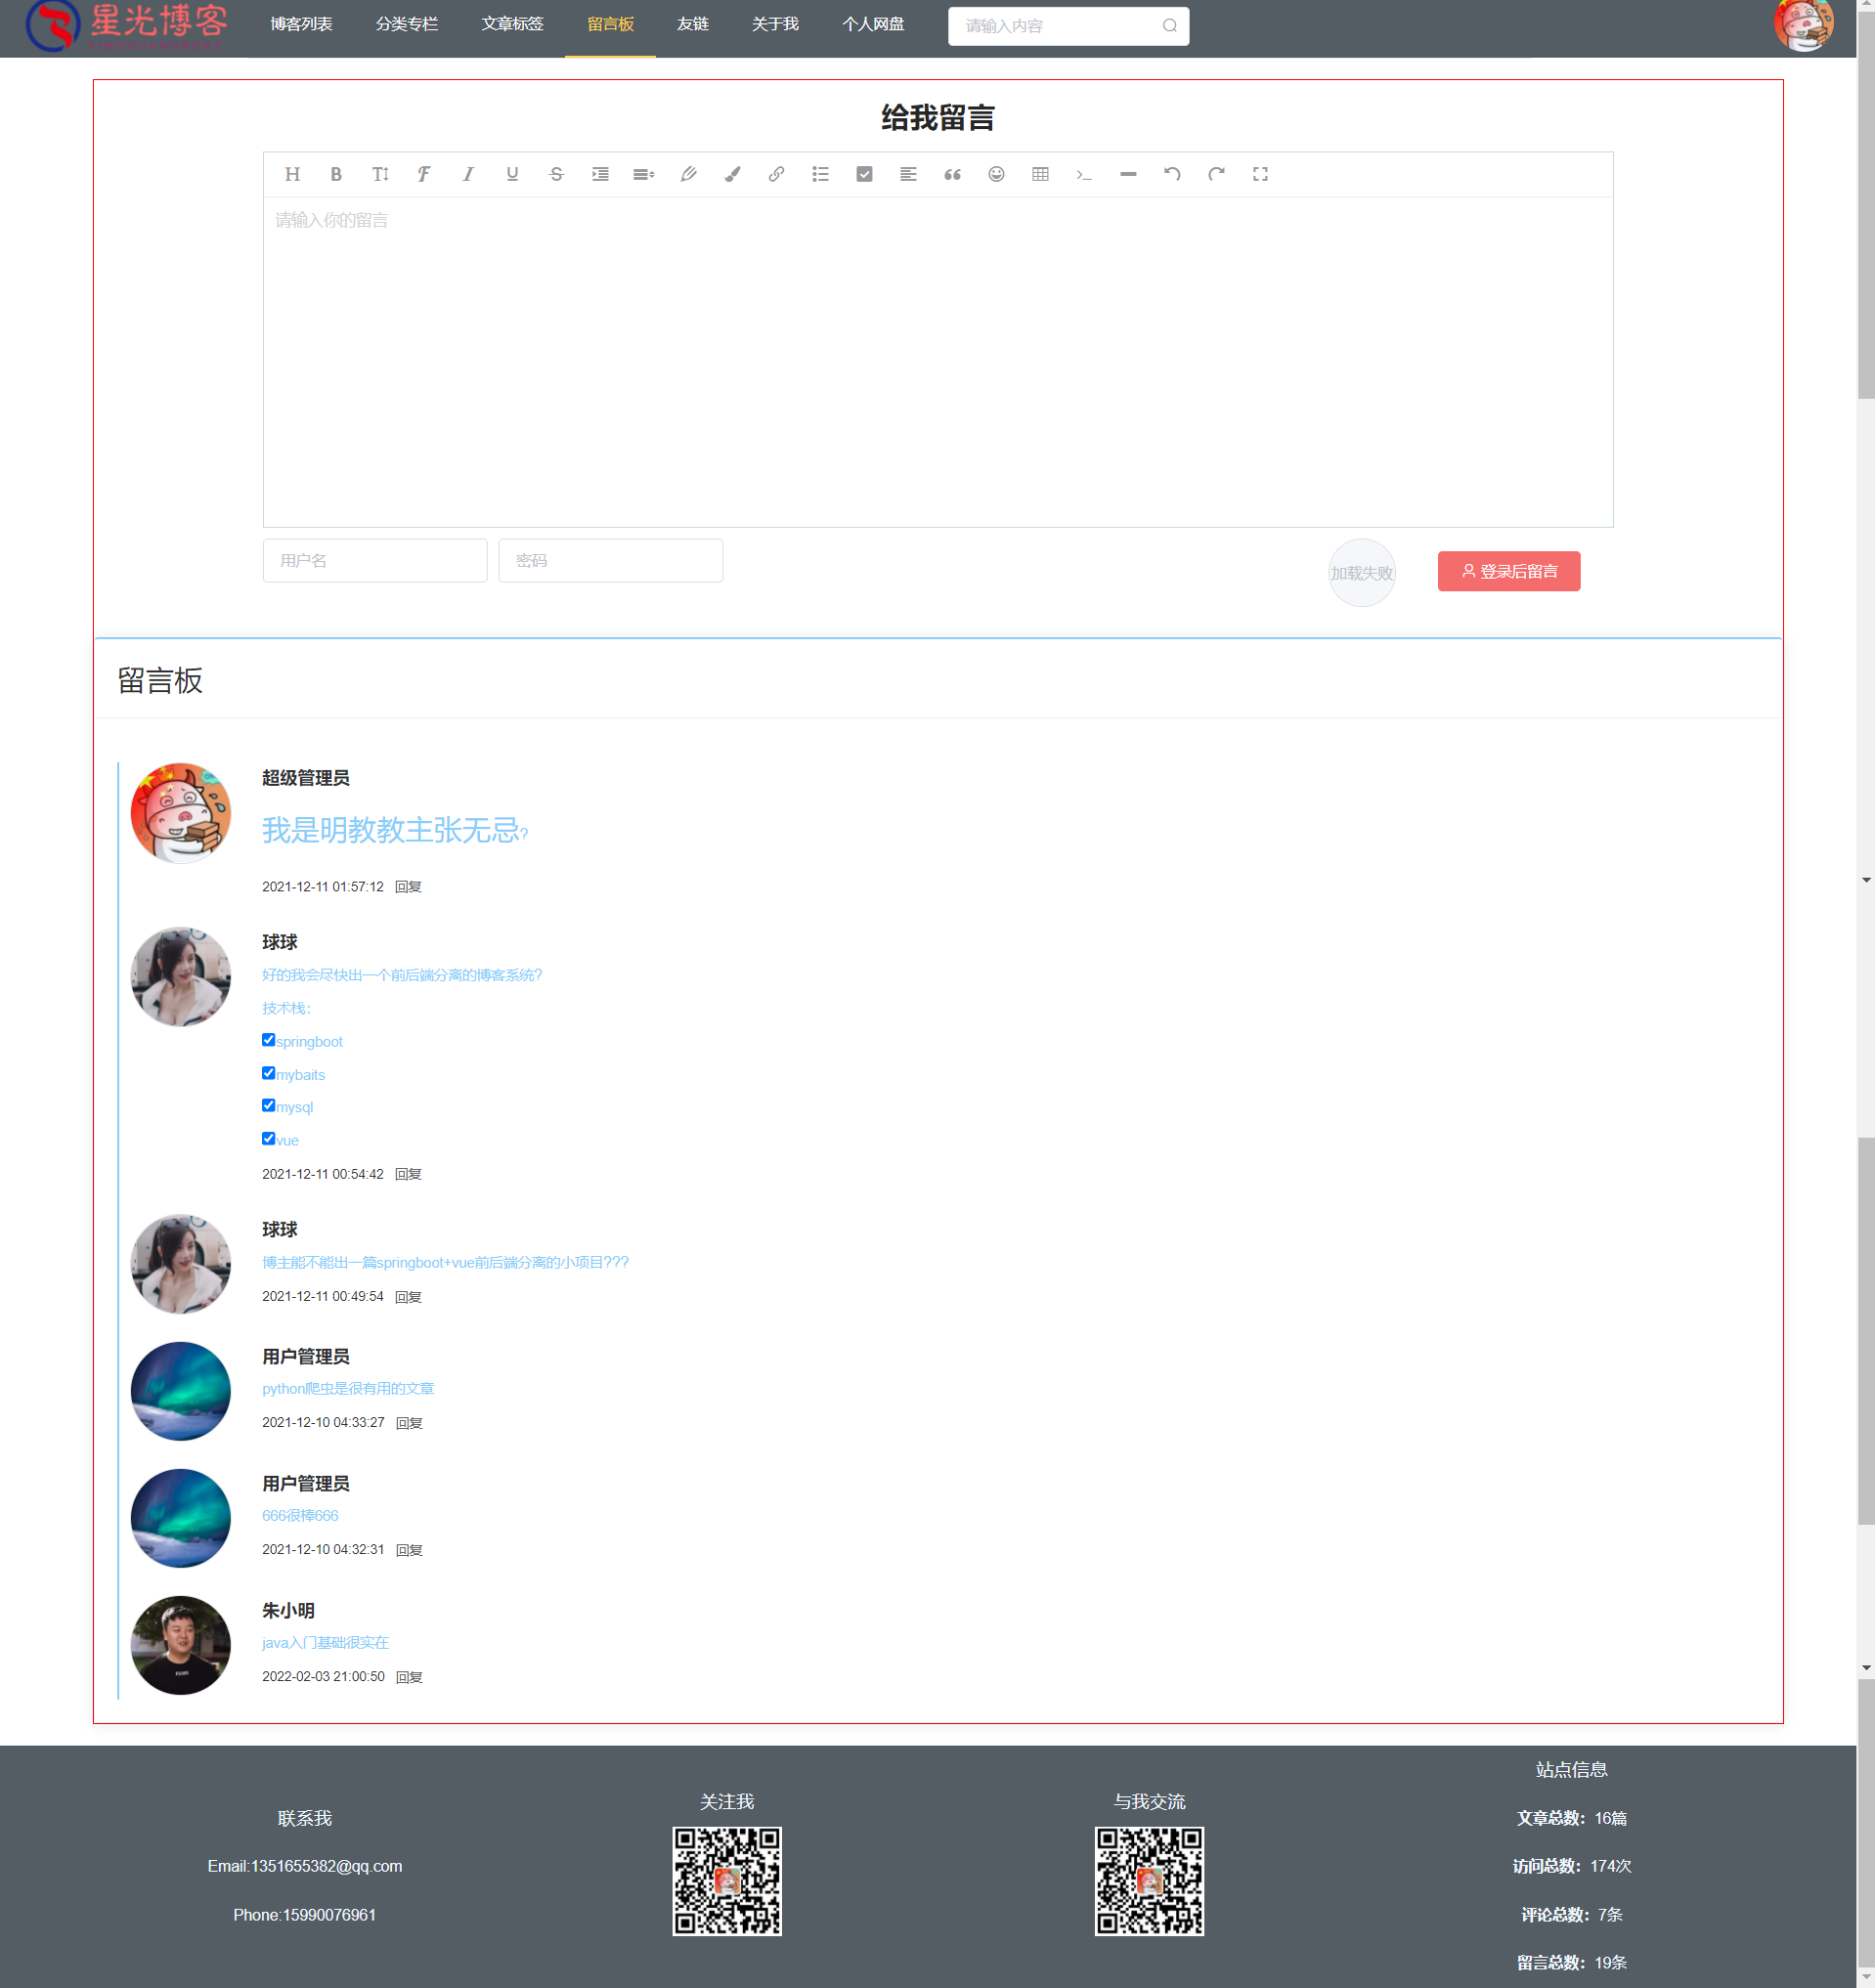 星光博客
博客列表 分类专栏 文章标签 留言板 友链 关于我 个人网盘 请输入内容
给我留言
请输入你的留言
用户名 密码 加载失败 登录后留言
留言板
超级管理员
我是明教教主张无忌?
2021-12-11 01:57:12 回复
球球
好的我会尽快出一个前后端分离的博客系统?
技术栈：
springboot
mybaits
mysql
vue
2021-12-11 00:54:42 回复
球球
博主能不能出一篇springboot+vue前后端分离的小项目???
2021-12-11 00:49:54 回复
用户管理员
python爬虫是很有用的文章
2021-12-10 04:33:27 回复
用户管理员
666很棒666
2021-12-10 04:32:31 回复
朱小明
java入门基础很实在
2022-02-03 21:00:50 回复
联系我
Email:1351655382@qq.com
Phone:15990076961
关注我
与我交流
站点信息
文章总数：16篇
访问总数：174次
评论总数：7条
留言总数：19条